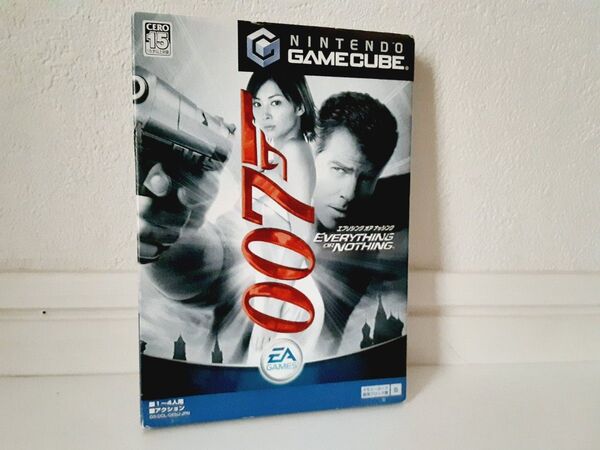 CERO
15
NINTENDO
GAMECUBE®
007
エブリシング オア ナッシング
EVERYTHING
OR NOTHING™
EA
GAMES
■1〜4人用
■アクション